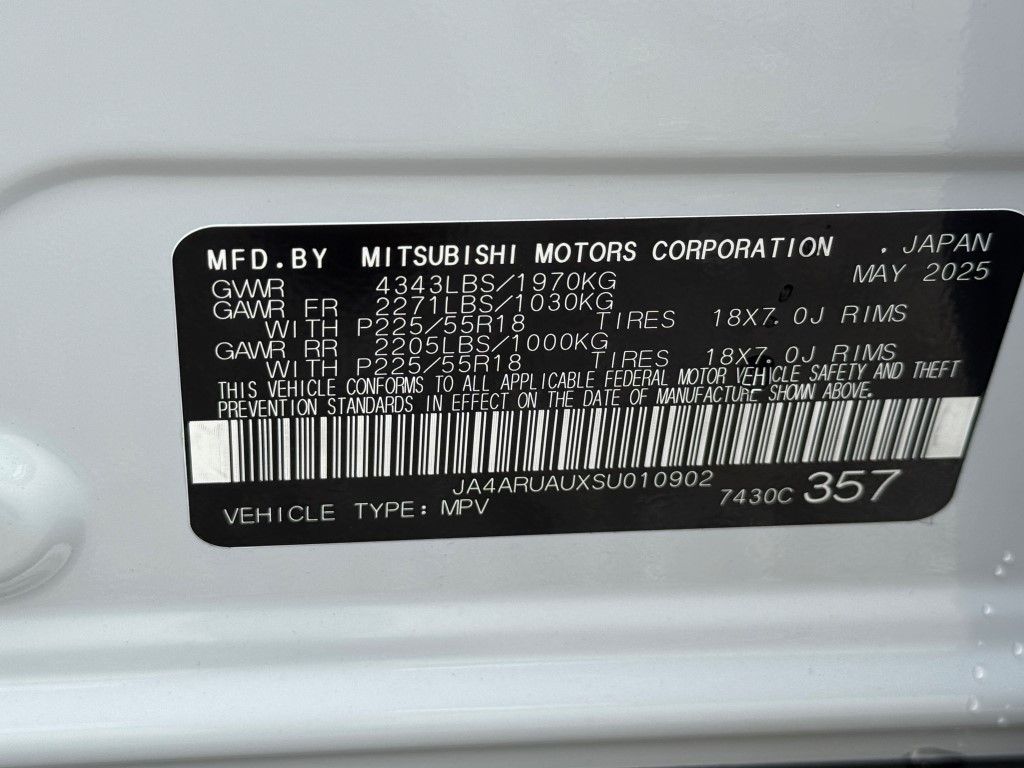 MFD.BY MITSUBISHI MOTORS CORPORATION . JAPAN
GVWR 4343LBS/1970KG MAY 2025
GAWR FR 2271LBS/1030KG
WITH P225/55R18 TIRES 18X7.0J RIMS
GAWR RR 2205LBS/1000KG
WITH P225/55R18 TIRES 18X7.0J RIMS
THIS VEHICLE CONFORMS TO ALL APPLICABLE FEDERAL MOTOR VEHICLE SAFETY AND THEFT
PREVENTION STANDARDS IN EFFECT ON THE DATE OF MANUFACTURE SHOWN ABOVE.
JA4ARUAUXSU010902
VEHICLE TYPE: MPV 7430C 357